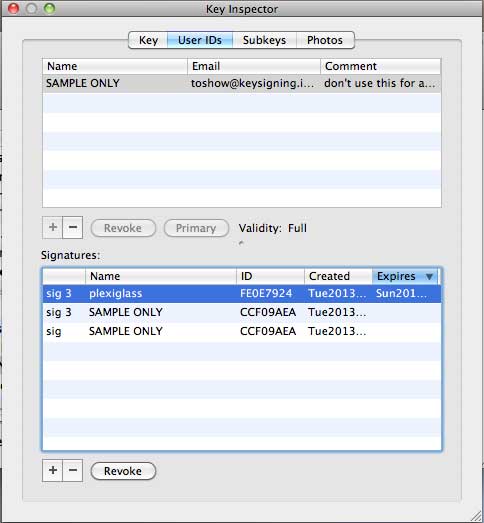 Key Inspector
Key User IDs Subkeys Photos
Name Email Comment
SAMPLE ONLY toshow@keysigning.i... don't use this for a...
+ − Revoke Primary Validity: Full
Signatures:
Name ID Created Expires
sig 3 plexiglass FE0E7924 Tue2013... Sun201...
sig 3 SAMPLE ONLY CCF09AEA Tue2013...
sig SAMPLE ONLY CCF09AEA Tue2013...
+ − Revoke